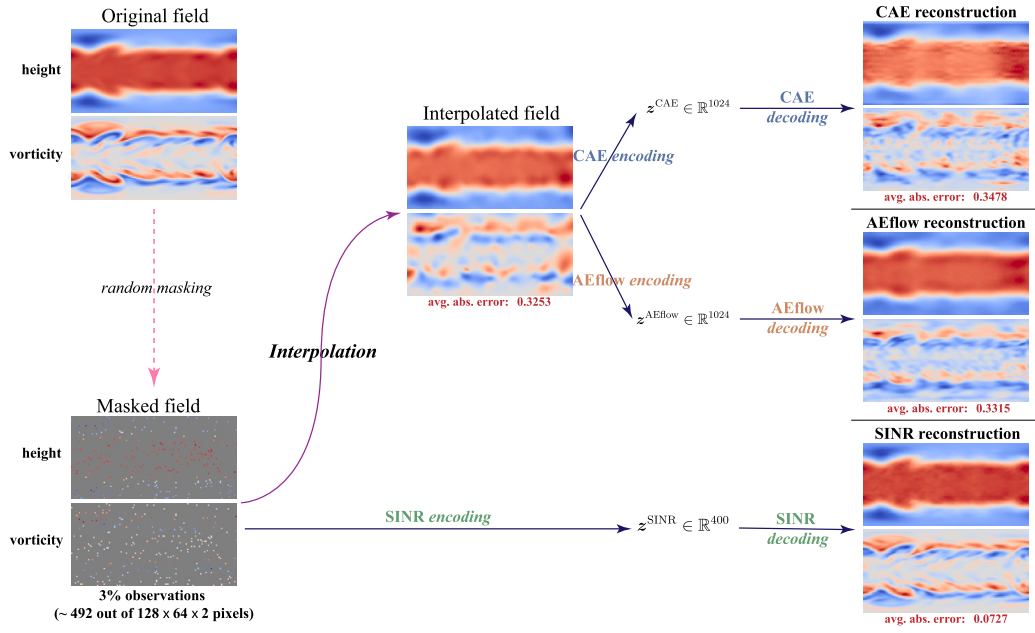 Original field
height
vorticity
random masking
Masked field
height
vorticity
3% observations
(~ 492 out of 128 x 64 x 2 pixels)
Interpolation
Interpolated field
avg. abs. error: 0.3253
CAE encoding
AEflow encoding
SINR encoding
z^CAE ∈ ℝ^1024
z^AEflow ∈ ℝ^1024
z^SINR ∈ ℝ^400
CAE
decoding
AEflow
decoding
SINR
decoding
CAE reconstruction
avg. abs. error: 0.3478
AEflow reconstruction
avg. abs. error: 0.3315
SINR reconstruction
avg. abs. error: 0.0727